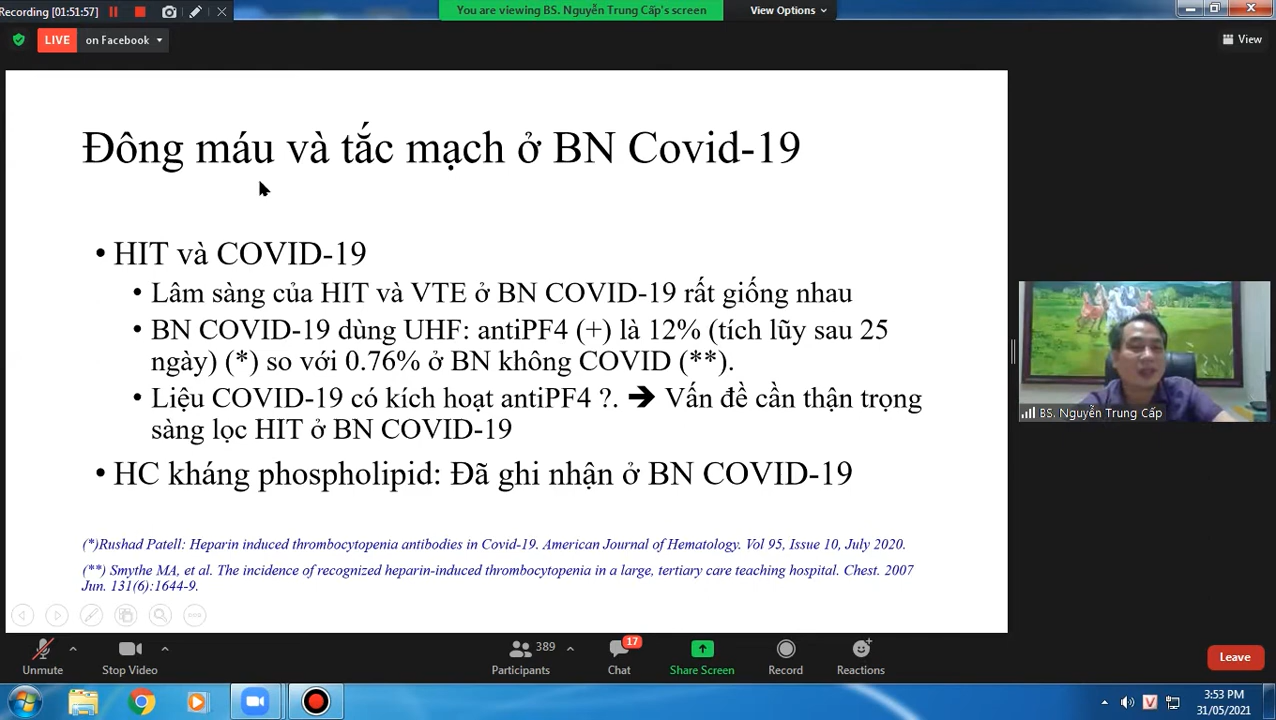 Recording [01:51:57]
You are viewing BS. Nguyễn Trung Cấp's screen
View Options
LIVE
on Facebook
View
Đông máu và tắc mạch ở BN Covid-19
• HIT và COVID-19
• Lâm sàng của HIT và VTE ở BN COVID-19 rất giống nhau
• BN COVID-19 dùng UHF: antiPF4 (+) là 12% (tích lũy sau 25
ngày) (*) so với 0.76% ở BN không COVID (**).
• Liệu COVID-19 có kích hoạt antiPF4 ?. ➔ Vấn đề cần thận trọng
sàng lọc HIT ở BN COVID-19
• HC kháng phospholipid: Đã ghi nhận ở BN COVID-19
(*)Rushad Patell: Heparin induced thrombocytopenia antibodies in Covid-19. American Journal of Hematology. Vol 95, Issue 10, July 2020.
(**) Smythe MA, et al. The incidence of recognized heparin-induced thrombocytopenia in a large, tertiary care teaching hospital. Chest. 2007
Jun. 131(6):1644-9.
BS. Nguyễn Trung Cấp
Unmute
Stop Video
389
Participants
17
Chat
Share Screen
Record
Reactions
Leave
V
3:53 PM
31/05/2021